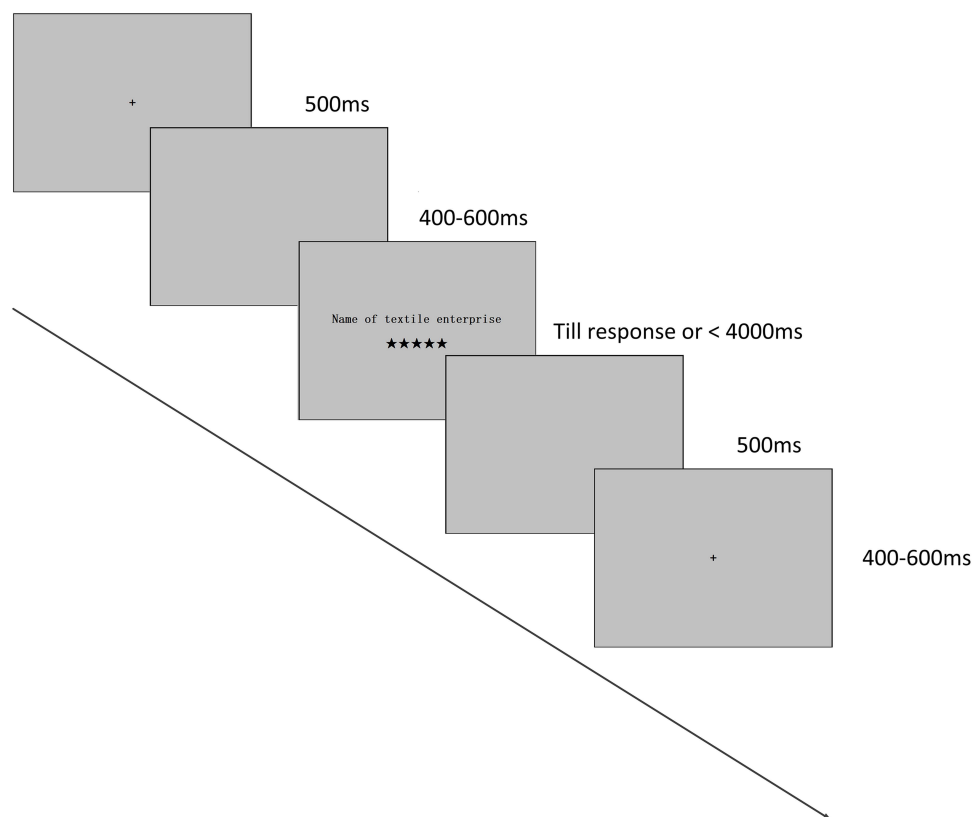 +
500ms
400-600ms
Name of textile enterprise
★★★★★
Till response or < 4000ms
500ms
+
400-600ms